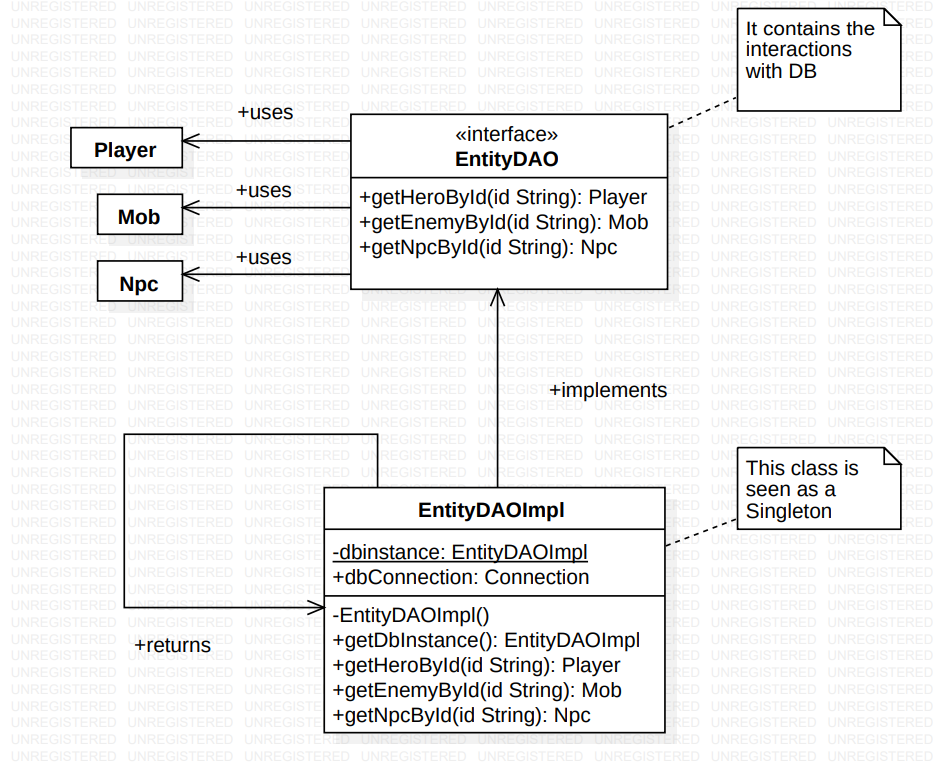 It contains the
interactions
with DB
+uses
Player
+uses
Mob
+uses
Npc
«interface»
EntityDAO
+getHeroById(id String): Player
+getEnemyById(id String): Mob
+getNpcById(id String): Npc
+implements
This class is
seen as a
Singleton
EntityDAOImpl
-dbinstance: EntityDAOImpl
+dbConnection: Connection
-EntityDAOImpl()
+getDbInstance(): EntityDAOImpl
+getHeroById(id String): Player
+getEnemyById(id String): Mob
+getNpcById(id String): Npc
+returns
UNREGISTERED